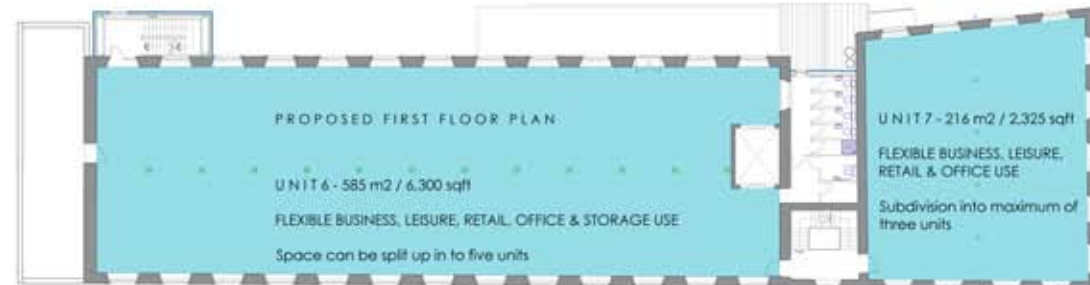 PROPOSED FIRST FLOOR PLAN
UNIT 6 - 585 m2 / 6,300 sqft
FLEXIBLE BUSINESS, LEISURE, RETAIL, OFFICE & STORAGE USE
Space can be split up in to five units
UNIT 7 - 216 m2 / 2,325 sqft
FLEXIBLE BUSINESS, LEISURE,
RETAIL & OFFICE USE
Subdivision into maximum of
three units